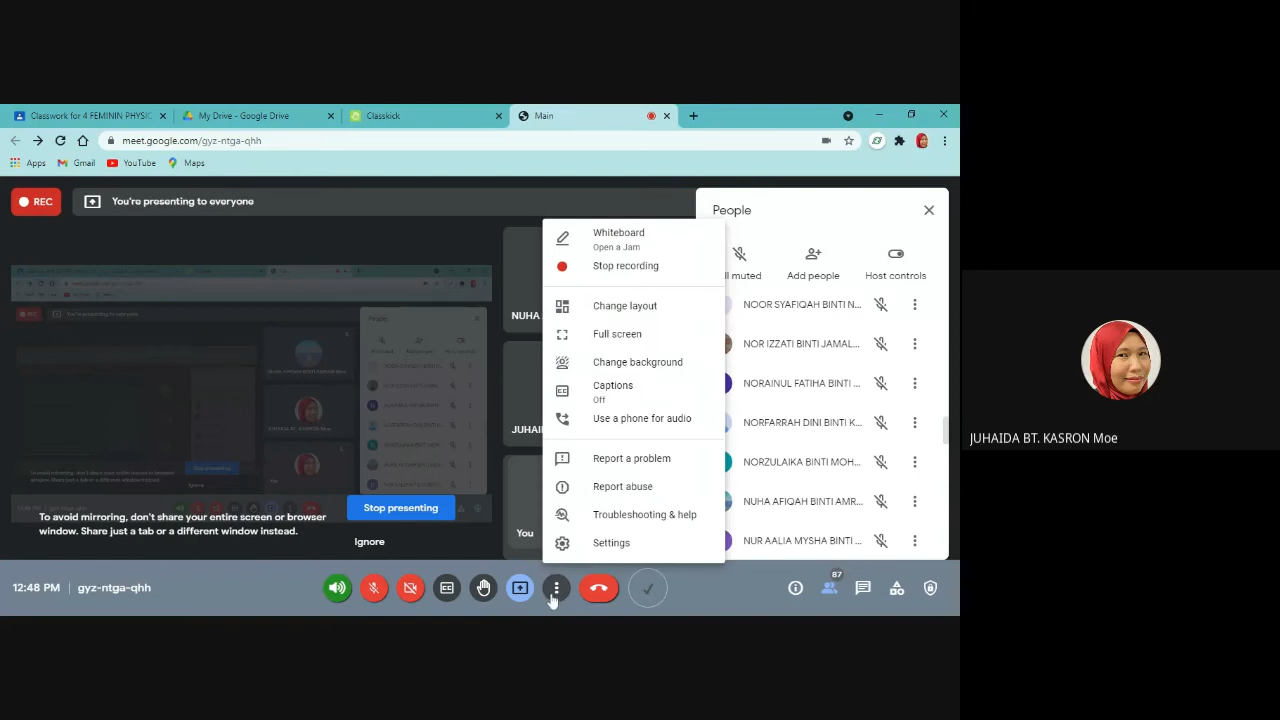 Classwork for 4 FEMININ PHYSIC
My Drive - Google Drive
Classkick
Main
meet.google.com/gyz-ntga-qhh
Apps
Gmail
YouTube
Maps
REC
You're presenting to everyone
People
Whiteboard
Open a Jam
Stop recording
Change layout
Full screen
Change background
Captions
Off
Use a phone for audio
Report a problem
Report abuse
Troubleshooting & help
Settings
muted
Add people
Host controls
NOOR SYAFIQAH BINTI N...
NOR IZZATI BINTI JAMAL...
NORAINUL FATIHA BINTI ...
NORFARRAH DINI BINTI K...
NORZULAIKA BINTI MOH...
NUHA AFIQAH BINTI AMR...
NUR AALIA MYSHA BINTI ...
NUHA
JUHAID
You
To avoid mirroring, don't share your entire screen or browser
window. Share just a tab or a different window instead.
Stop presenting
Ignore
12:48 PM | gyz-ntga-qhh
87
JUHAIDA BT. KASRON Moe